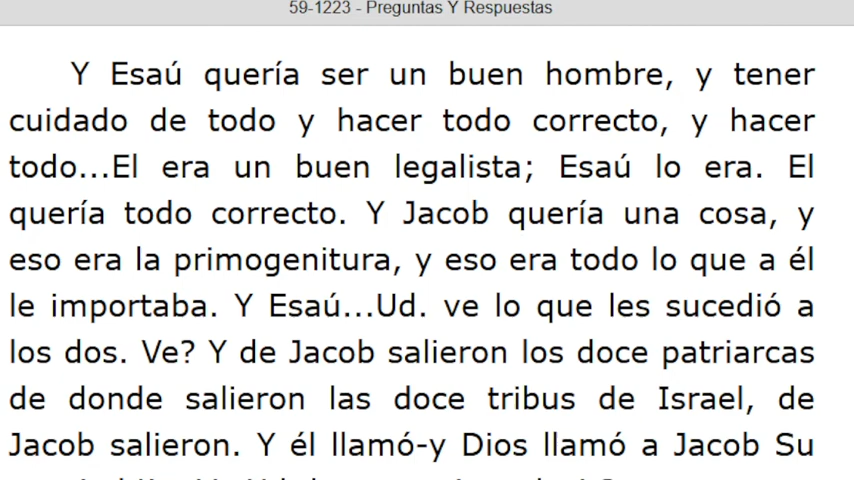 59-1223 - Preguntas Y Respuestas
Y Esaú quería ser un buen hombre, y tener
cuidado de todo y hacer todo correcto, y hacer
todo...El era un buen legalista; Esaú lo era. El
quería todo correcto. Y Jacob quería una cosa, y
eso era la primogenitura, y eso era todo lo que a él
le importaba. Y Esaú...Ud. ve lo que les sucedió a
los dos. Ve? Y de Jacob salieron los doce patriarcas
de donde salieron las doce tribus de Israel, de
Jacob salieron. Y él llamó-y Dios llamó a Jacob Su